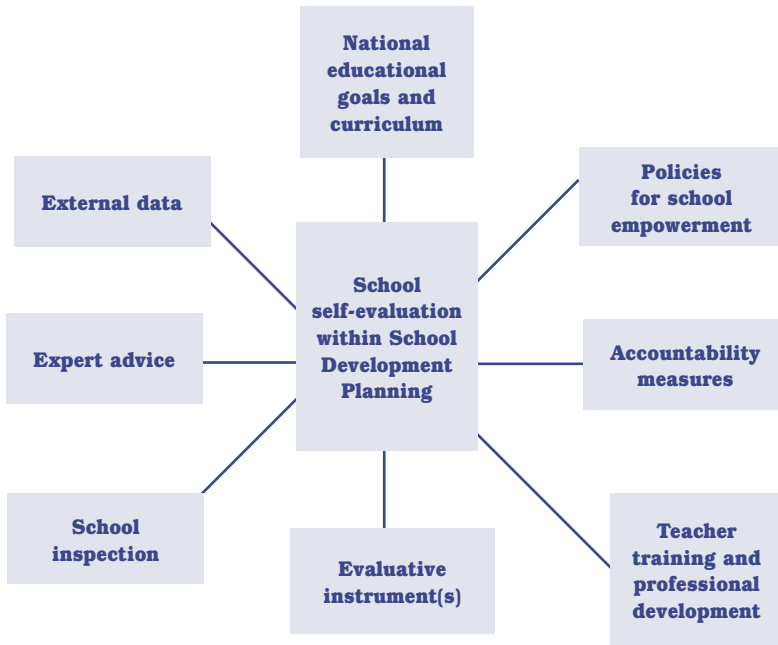 National
educational
goals and
curriculum
Policies
for school
empowerment
External data
School
self-evaluation
within School
Development
Planning
Expert advice
Accountability
measures
School
inspection
Evaluative
instrument(s)
Teacher
training and
professional
development